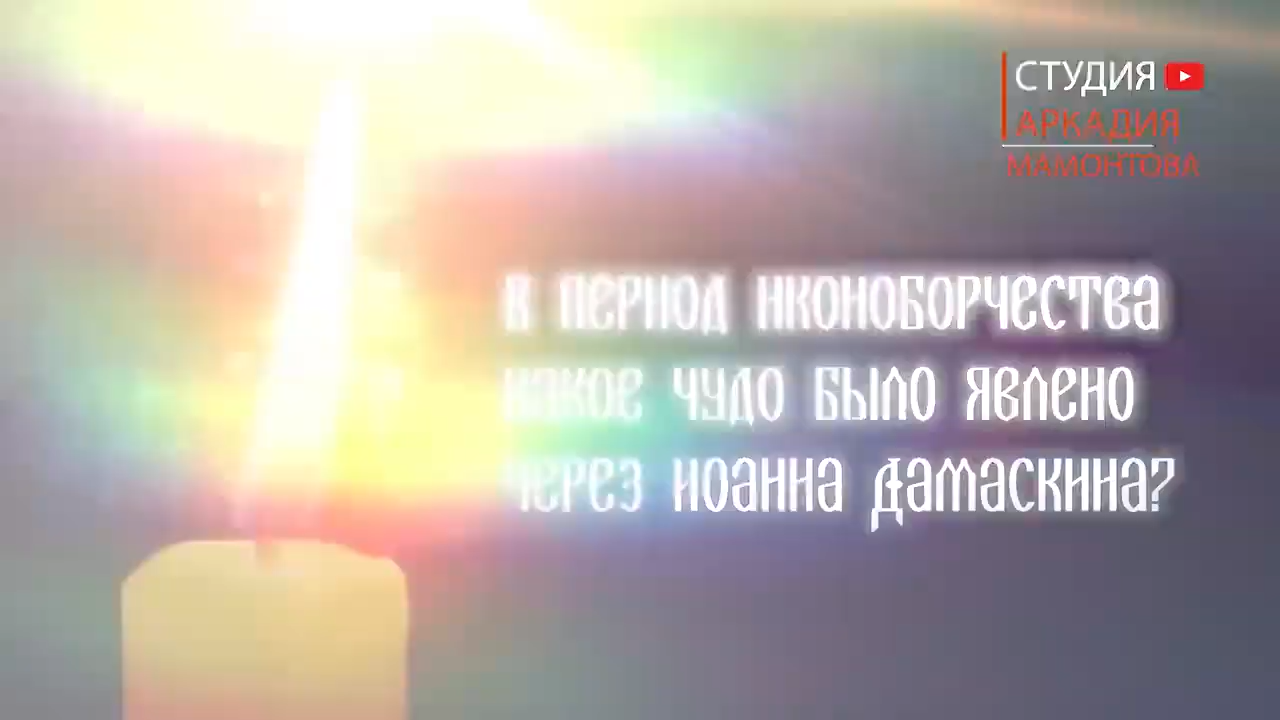 СТУДИЯ
АРКАДИЯ
МАМОНТОВА
В ПЕРИОД ИКОНОБОРЧЕСТВА
КАКОЕ ЧУДО БЫЛО ЯВЛЕНО
ЧЕРЕЗ ИОАННА ДАМАСКИНА?